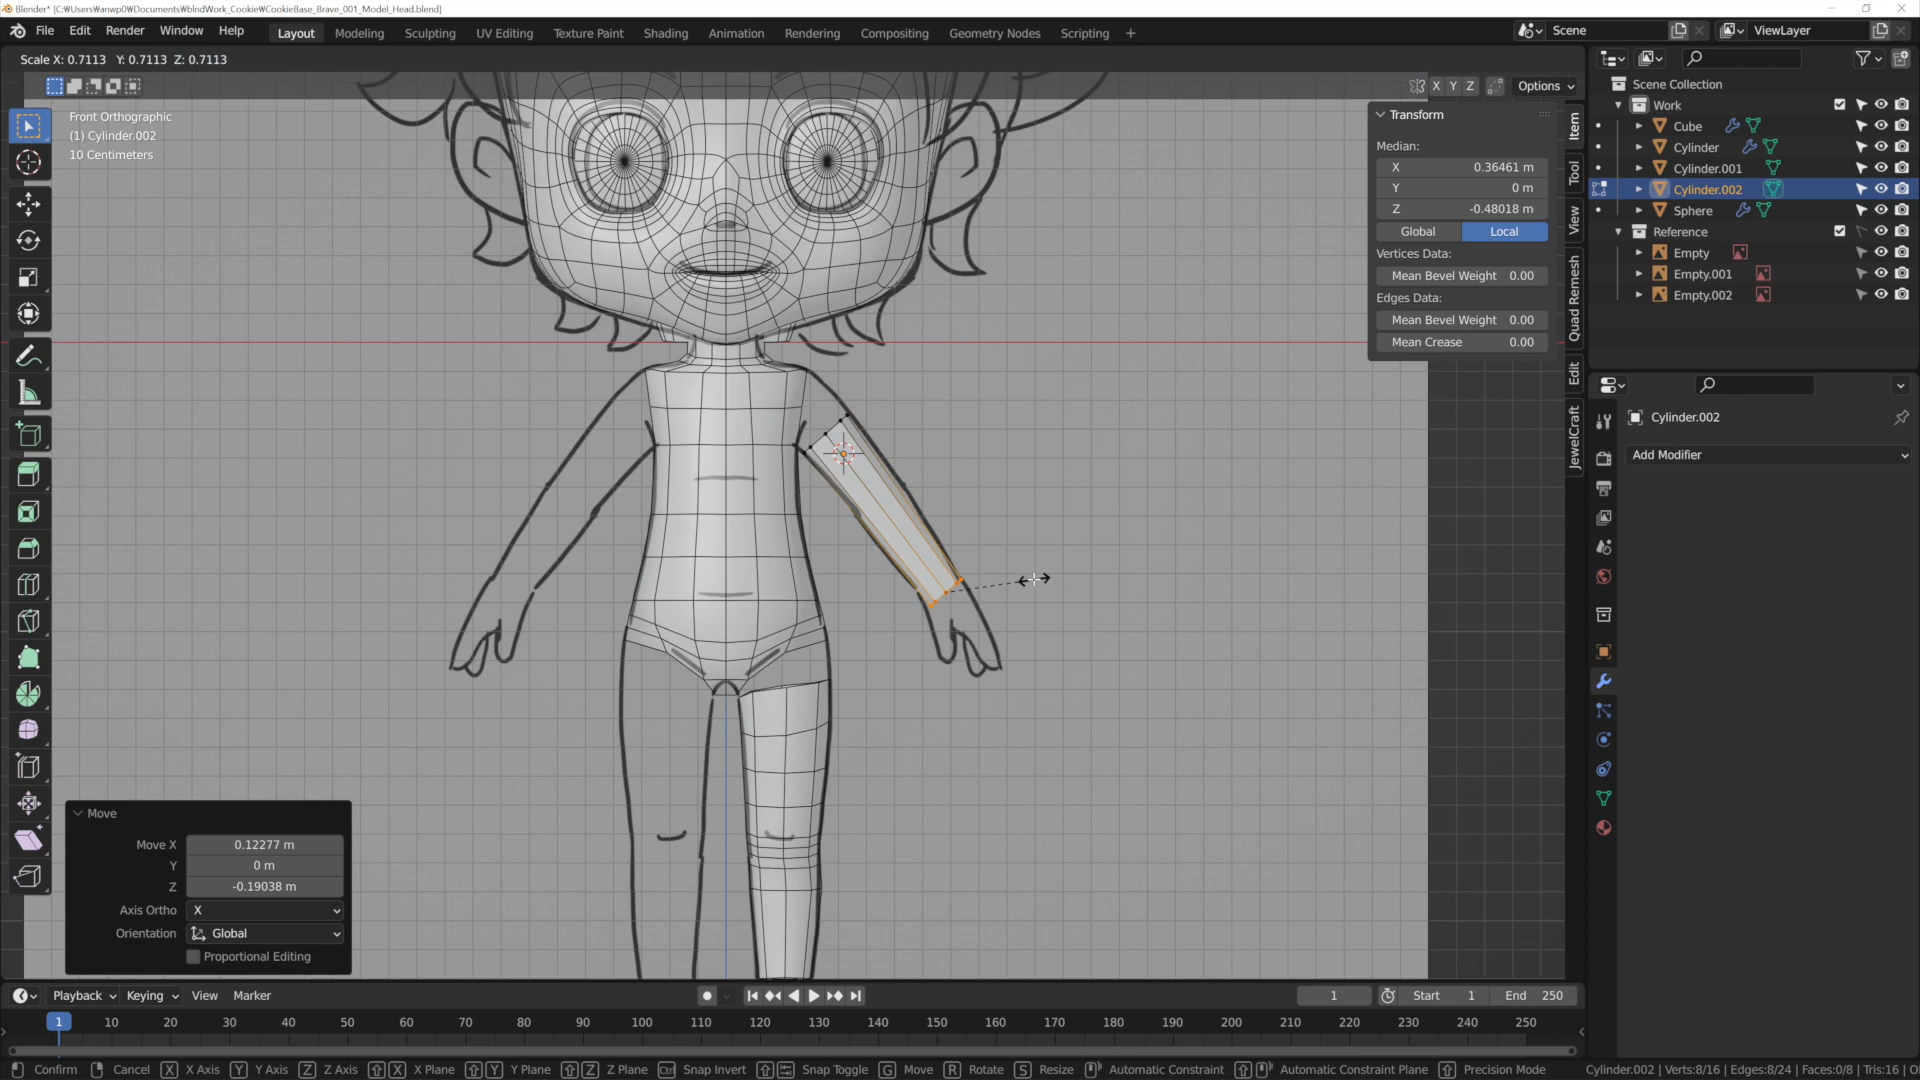 Blender* [C:₩Users₩anwp0₩Documents₩blndWork_Cookie₩CookieBase_Brave_001_Model_Head.blend]
File Edit Render Window Help Layout Modeling Sculpting UV Editing Texture Paint Shading Animation Rendering Compositing Geometry Nodes Scripting + Scene ViewLayer
Scale X: 0.7113 Y: 0.7113 Z: 0.7113
X Y Z Options
Front Orthographic
(1) Cylinder.002
10 Centimeters
Transform
Median:
X 0.36461 m
Y 0 m
Z -0.48018 m
Global Local
Vertices Data:
Mean Bevel Weight 0.00
Edges Data:
Mean Bevel Weight 0.00
Mean Crease 0.00
Item
Tool
View
Quad Remesh
Edit
JewelCraft
Scene Collection
Work
Cube
Cylinder
Cylinder.001
Cylinder.002
Sphere
Reference
Empty
Empty.001
Empty.002
Cylinder.002
Add Modifier
Move
Move X 0.12277 m
Y 0 m
Z -0.19038 m
Axis Ortho X
Orientation Global
Proportional Editing
Playback Keying View Marker 1 Start 1 End 250
1 10 20 30 40 50 60 70 80 90 100 110 120 130 140 150 160 170 180 190 200 210 220 230 240 250
Confirm Cancel X X Axis Y Y Axis Z Z Axis X X Plane Y Y Plane Z Z Plane Ctrl Snap Invert Snap Toggle G Move R Rotate S Resize Automatic Constraint Automatic Constraint Plane Precision Mode Cylinder.002 | Verts:8/16 | Edges:8/24 | Faces:0/8 | Tris:16 | O